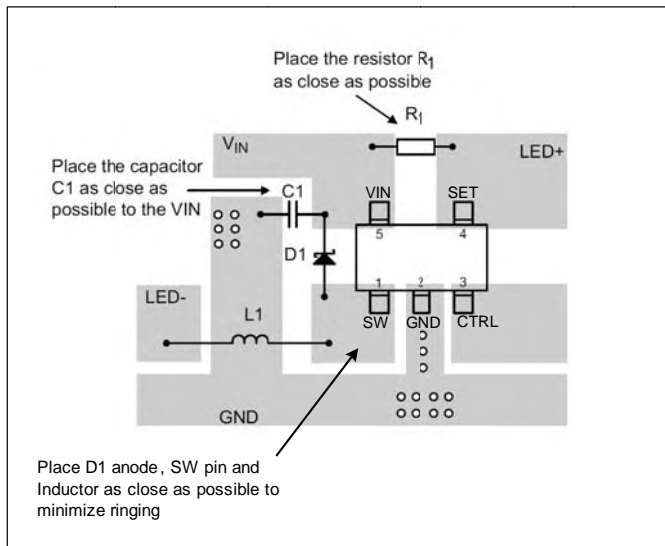 Place the resistor R1
as close as possible
R1
VIN
LED+
Place the capacitor
C1 as close as
possible to the VIN
C1
VIN
SET
5
4
D1
1
2
3
LED-
L1
SW
GND
CTRL
GND
Place D1 anode, SW pin and
Inductor as close as possible to
minimize ringing